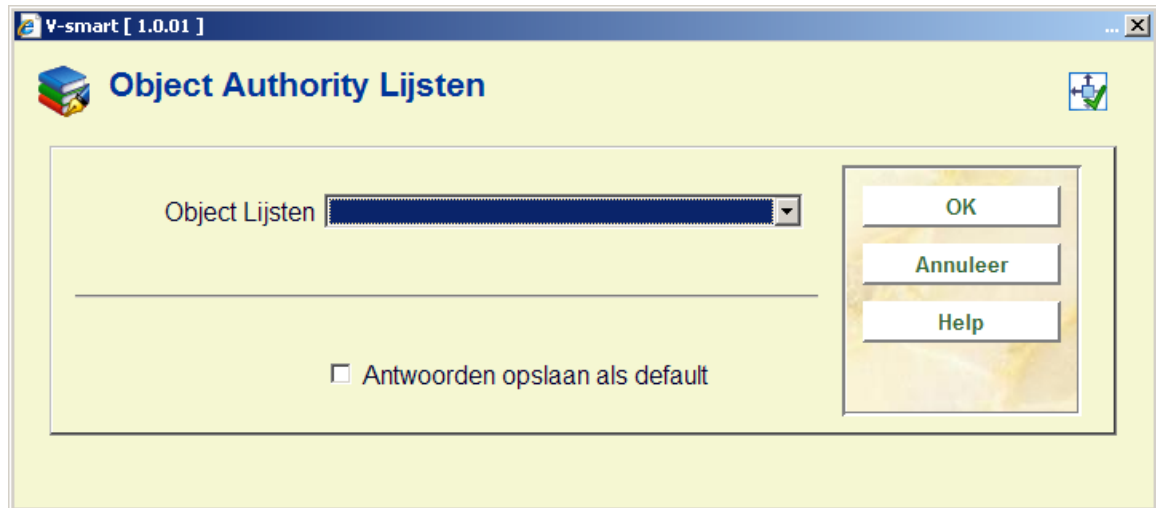 V-smart [ 1.0.01 ]
...
Object Authority Lijsten
Object Lijsten
OK
Annuleer
Help
Antwoorden opslaan als default